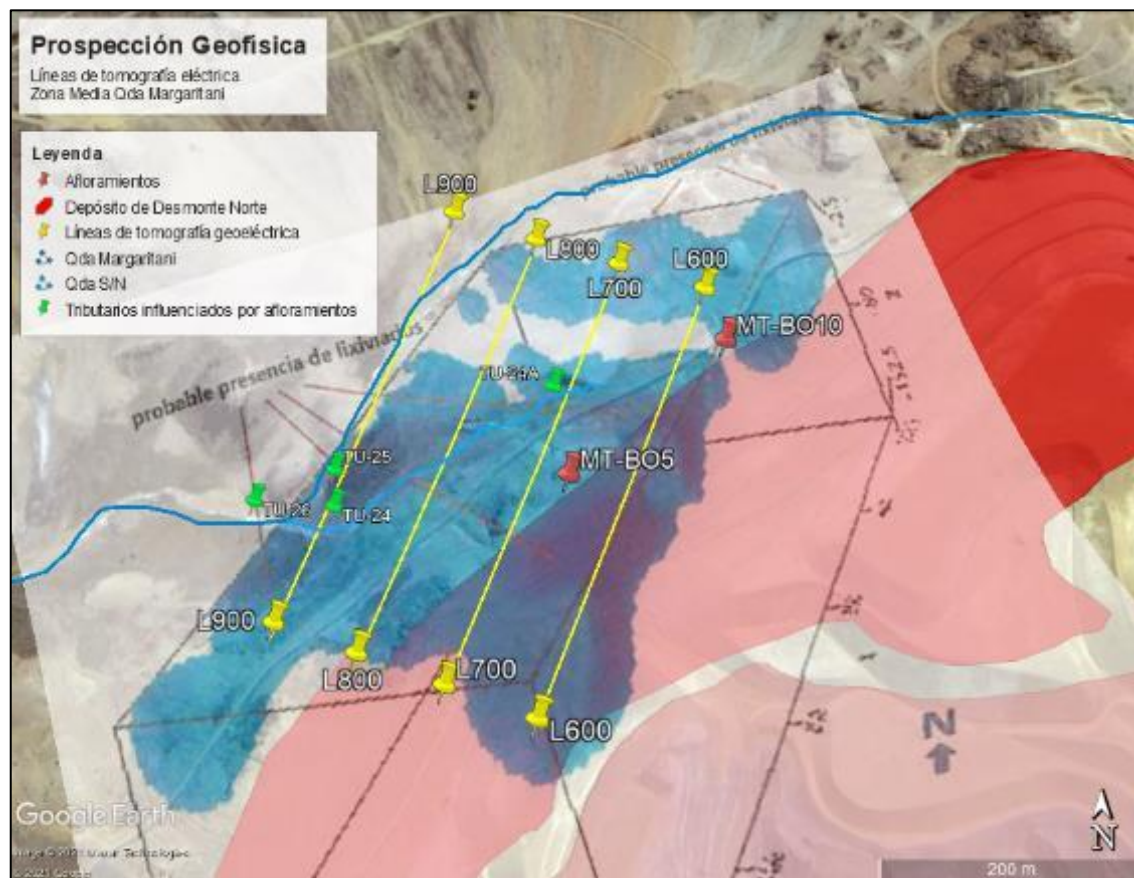 Prospección Geofísica
Líneas de tomografía eléctrica
Zona Media Qda Margaritani
Leyenda
Afloramientos
Depósito de Desmonte Norte
Líneas de tomografía geoeléctrica
Qda Margaritani
Qda S/N
Tributarios influenciados por afloramientos
probable presencia de lixiviados
L900
L800
L700
L600
MT-BO10
probable presencia de lixiviados
TU-24A
MT-BO5
TU-25
TU-26
TU-24
L900
L800
L700
L600
N
Google Earth
© 2021 Google
N
200 m